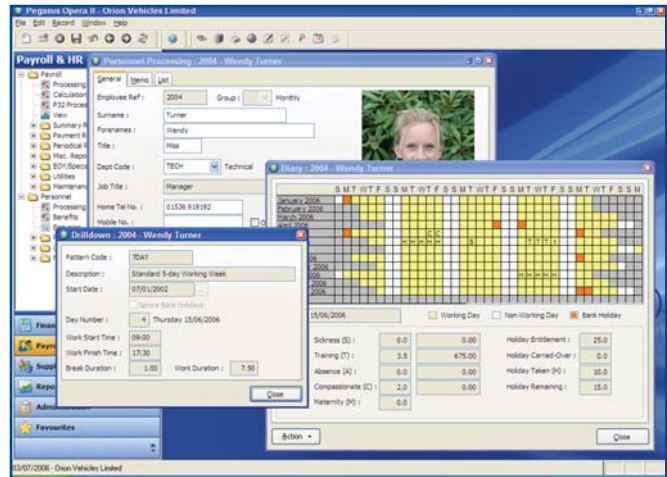 Pegasus Opera II - Orion Vehicles Limited
File Edit Record Window Help
Payroll & HR
Payroll
Processing
Calculation
P32 Proces
View
Summary R
Payment R
Periodical R
Misc. Repo
EOY/Specia
Utilities
Maintenan
Personnel
Processing
Benefits
Finan
Payro
Suppl
Repo
Admini
Favourites
03/07/2006 - Orion Vehicles Limited
Personnel Processing : 2004 - Wendy Turner
General Memo List
Employee Ref : 2004 Group : Monthly
Surname : Turner
Forenames : Wendy
Title : Miss
Dept Code : TECH Technical
Job Title : Manager
Home Tel No. : 01536 919192
Mobile No. :
Drilldown : 2004 - Wendy Turner
Pattern Code : 7DAY
Description : Standard 5-day Working Week
Start Date : 07/01/2002
Ignore Bank Holidays
Day Number : 4 Thursday 15/06/2006
Work Start Time : 09:00
Work Finish Time : 17:30
Break Duration : 1.00 Work Duration : 7.50
Close
Diary : 2004 - Wendy Turner
S M T W T F S S M T W T F S S M T W T F S S M T W T F S S M T W T F S S M
January 2006
February 2006
March 2006
April 2006
C C
H H H H H S T T T T
H H H H H
15/06/2006 Working Day Non-Working Day Bank Holiday
Sickness (S) : 0.0 0.00 Holiday Entitlement : 25.0
Training (T) : 3.5 675.00 Holiday Carried-Over : 0.0
Absence (A) : 0.0 0.00 Holiday Taken (H) : 10.0
Compassionate (C) : 2.0 0.00 Holiday Remaining : 15.0
Maternity (M) : 0.0
Action Close